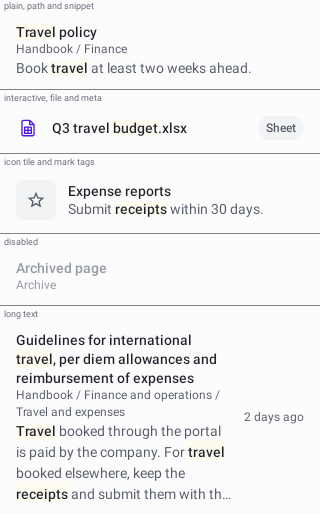 plain, path and snippet
Travel policy
Handbook / Finance
Book travel at least two weeks ahead.
interactive, file and meta
Q3 travel budget.xlsx
Sheet
icon tile and mark tags
Expense reports
Submit receipts within 30 days.
disabled
Archived page
Archive
long text
Guidelines for international
travel, per diem allowances and
reimbursement of expenses
Handbook / Finance and operations /
Travel and expenses
2 days ago
Travel booked through the portal
is paid by the company. For travel
booked elsewhere, keep the
receipts and submit them with th…